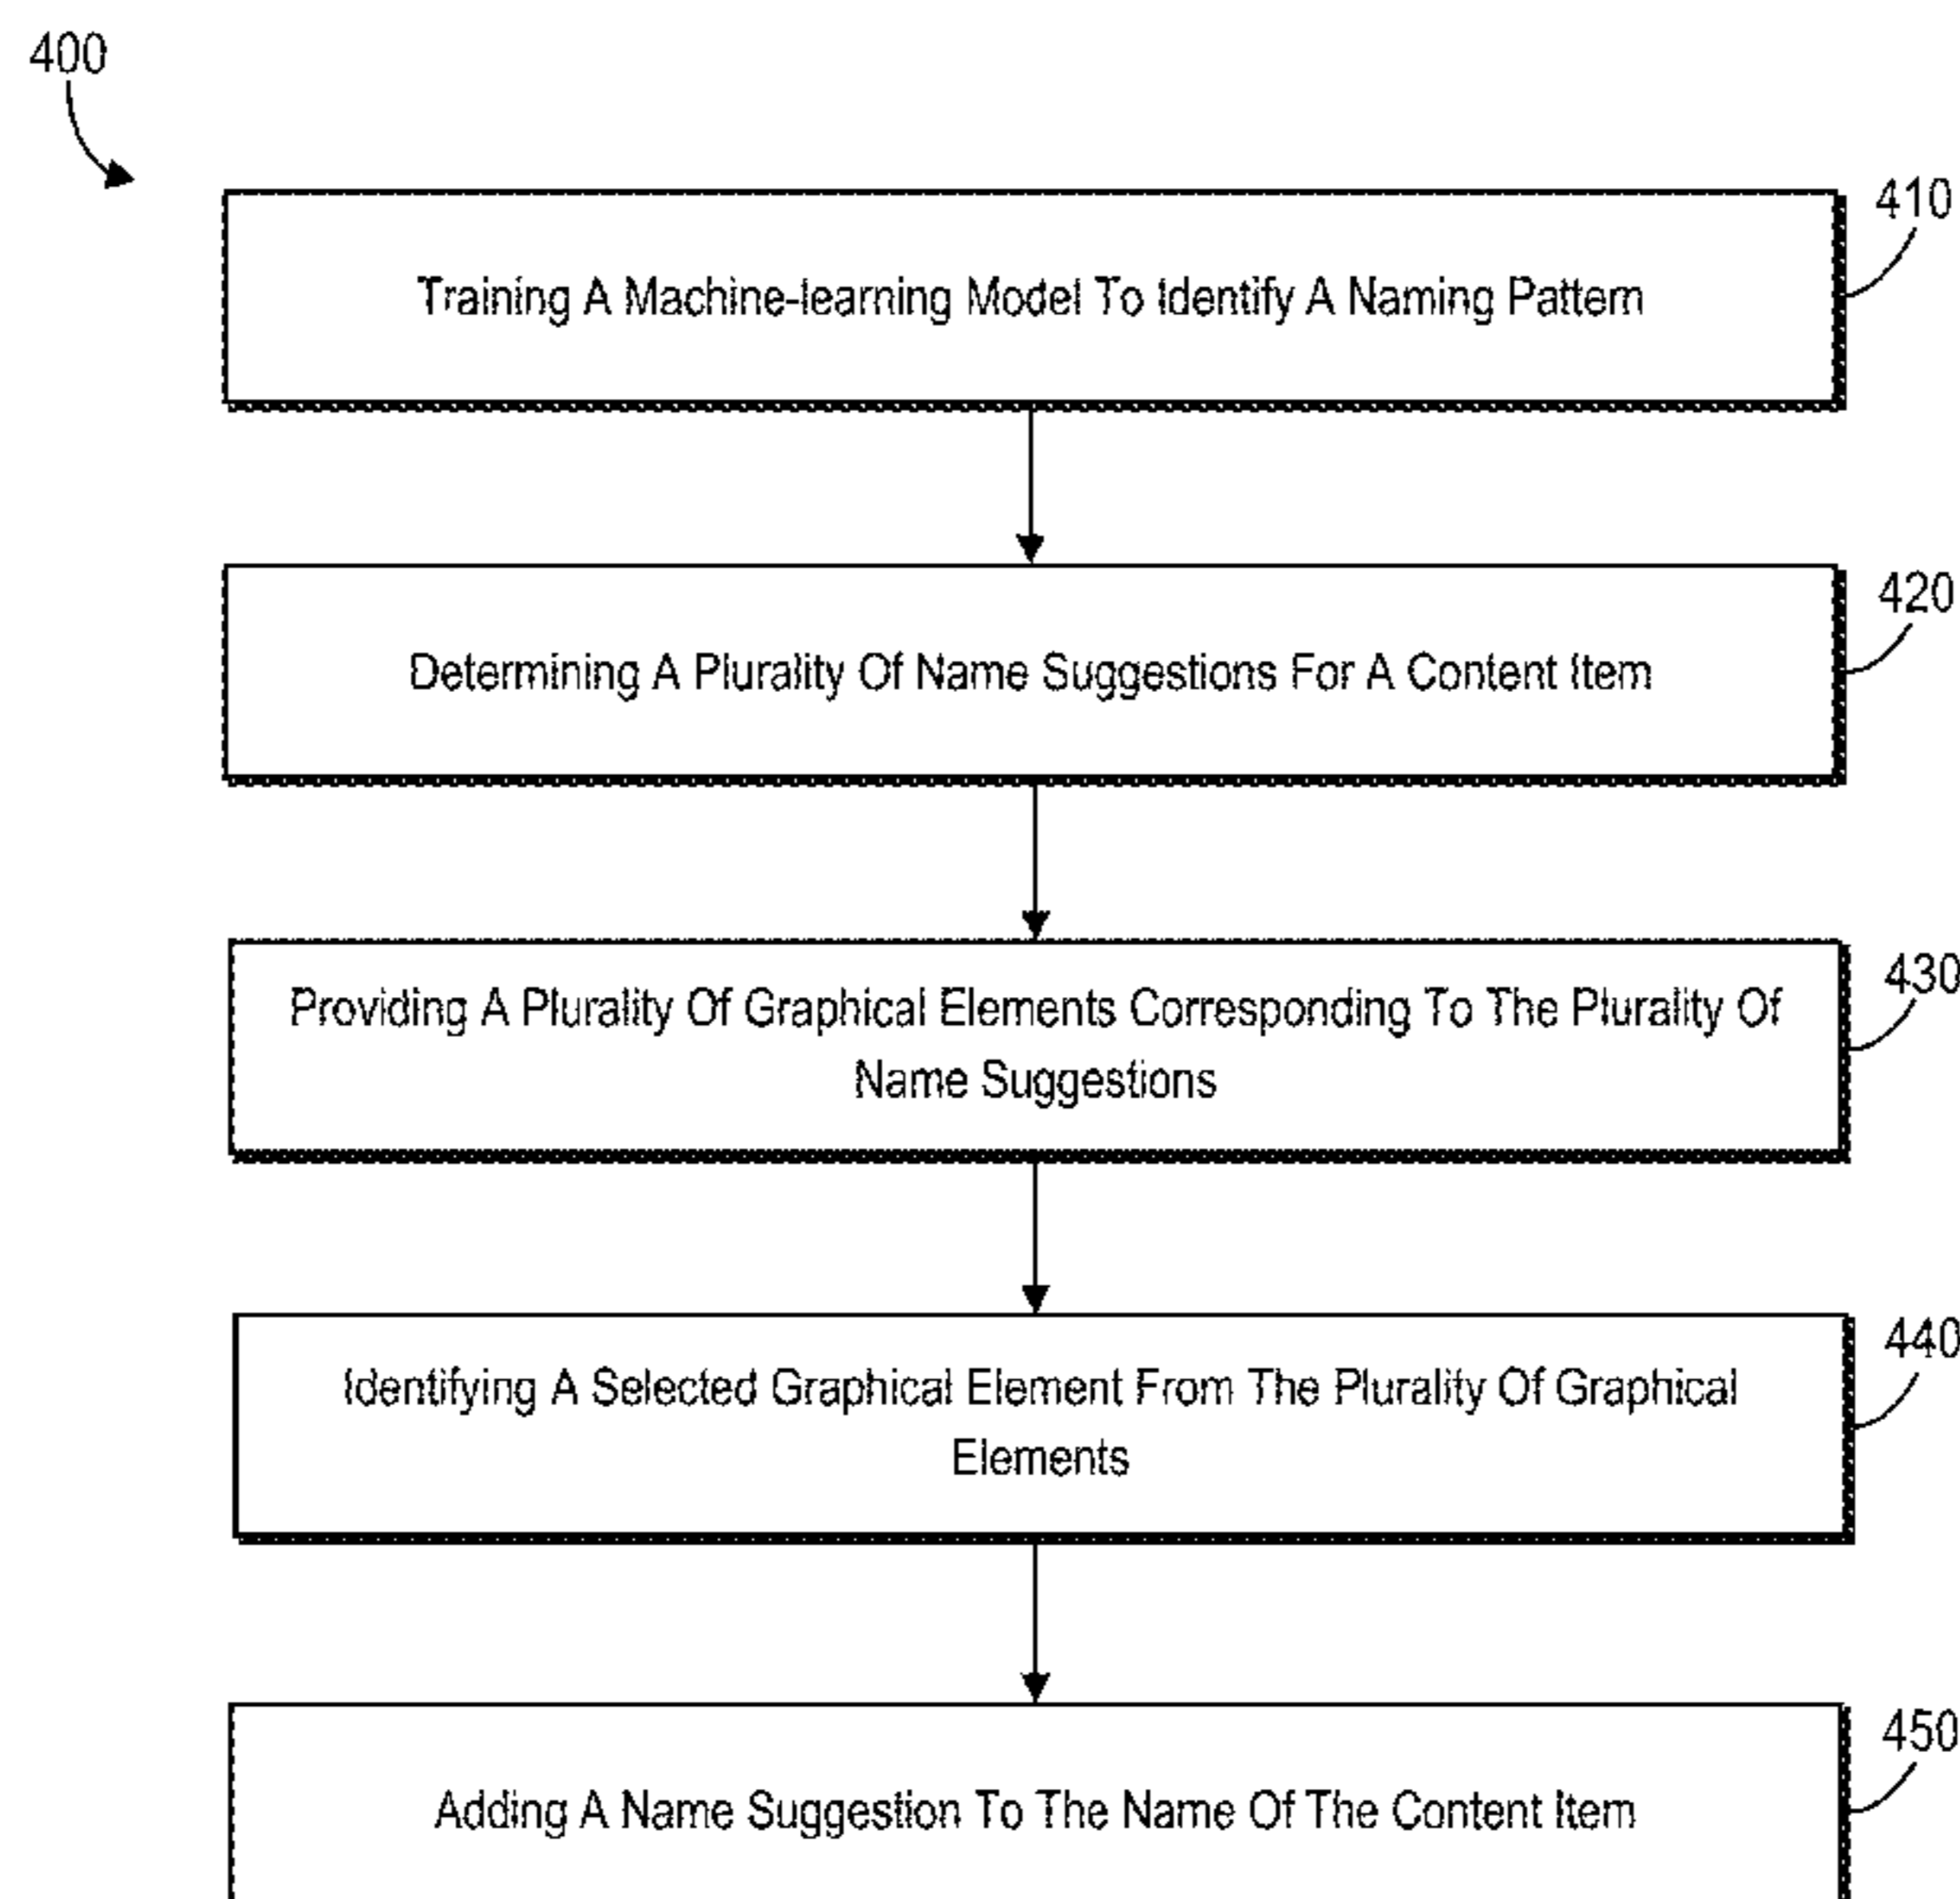 400
410
Training A Machine-learning Model To Identify A Naming Pattern
420
Determining A Plurality Of Name Suggestions For A Content Item
430
Providing A Plurality Of Graphical Elements Corresponding To The Plurality Of
Name Suggestions
440
Identifying A Selected Graphical Element From The Plurality Of Graphical
Elements
450
Adding A Name Suggestion To The Name Of The Content Item